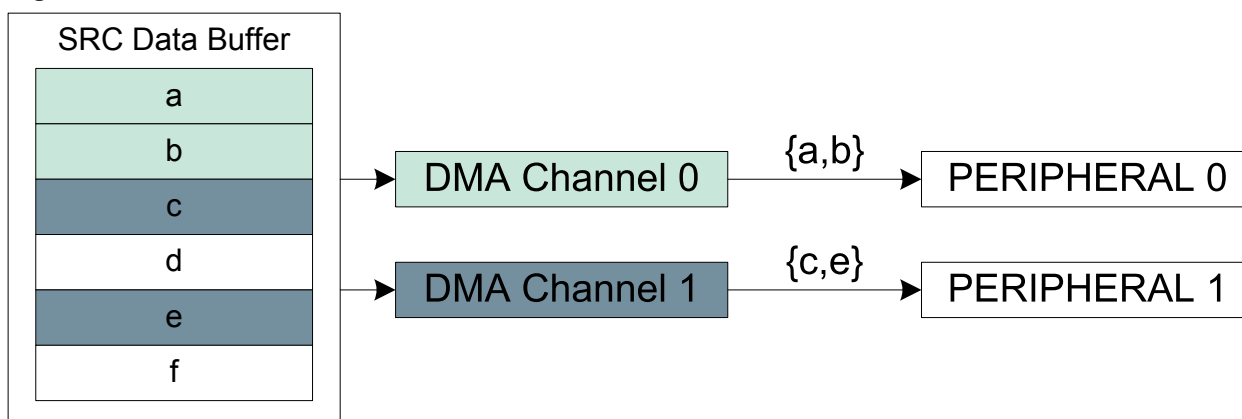 SRC Data Buffer
a
b
c
d
e
f
DMA Channel 0
{a,b}
PERIPHERAL 0
DMA Channel 1
{c,e}
PERIPHERAL 1